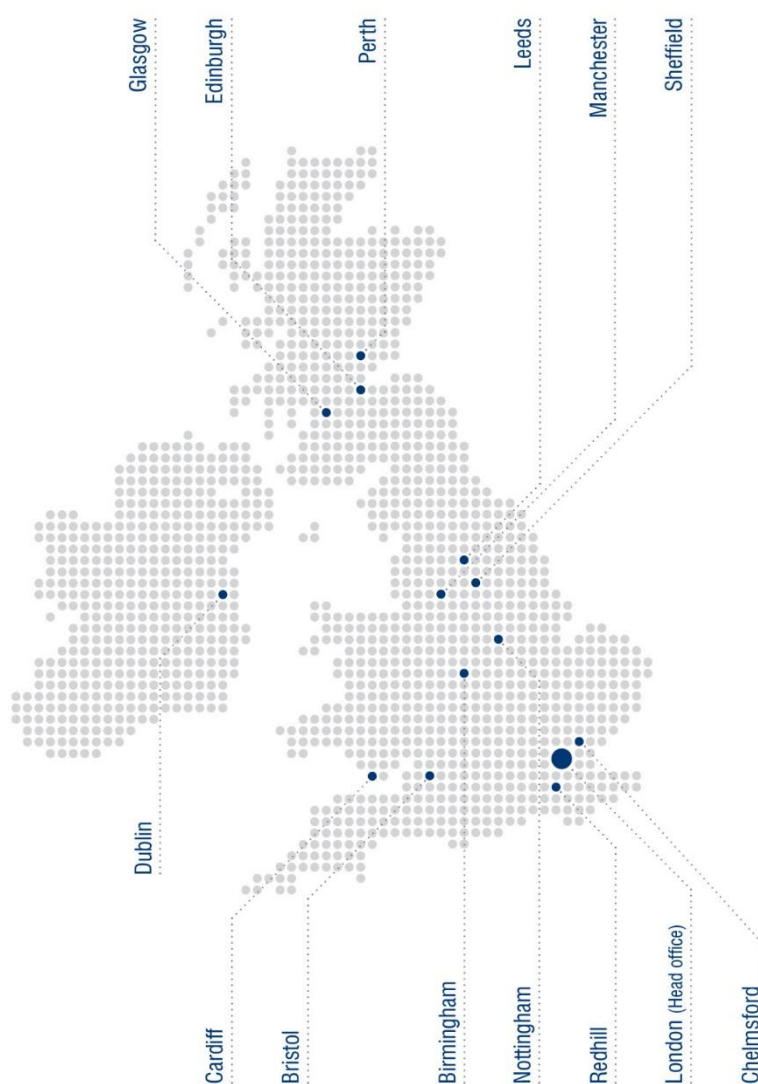 Glasgow
Edinburgh
Perth
Leeds
Manchester
Sheffield
Dublin
Cardiff
Bristol
Birmingham
Nottingham
Redhill
London (Head office)
Chelmsford